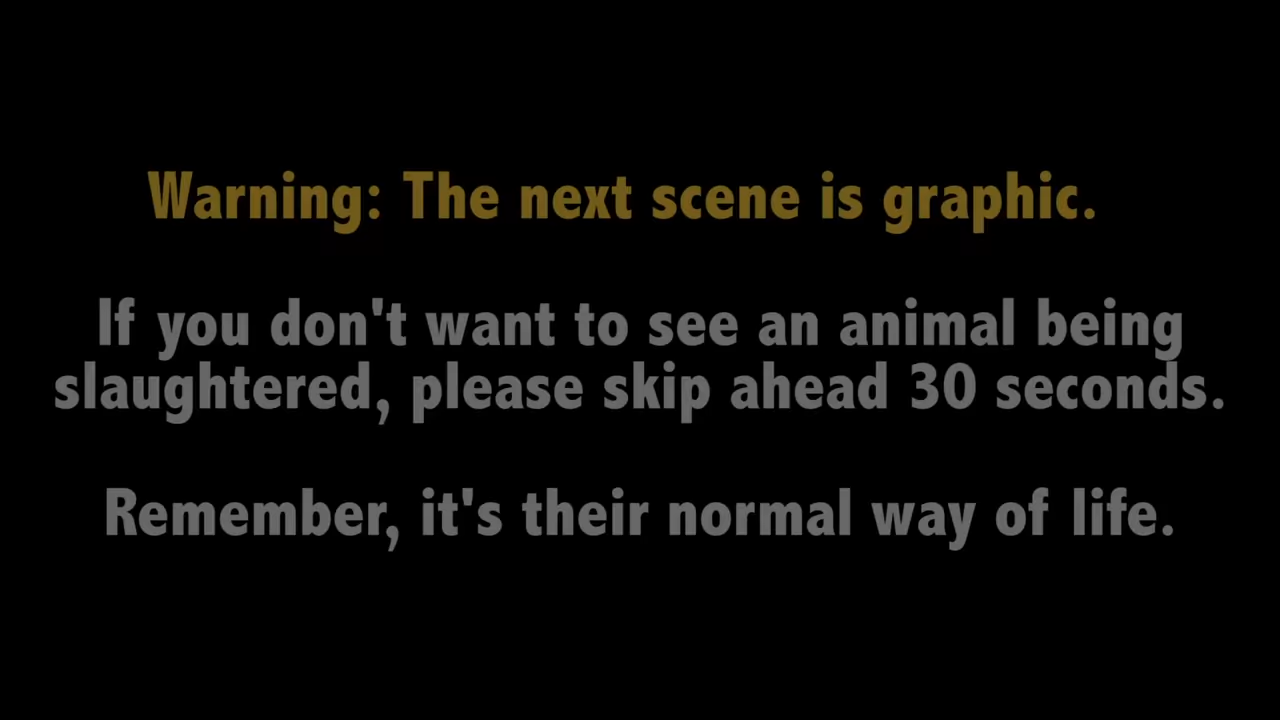 Warning: The next scene is graphic.
If you don't want to see an animal being
slaughtered, please skip ahead 30 seconds.
Remember, it's their normal way of life.